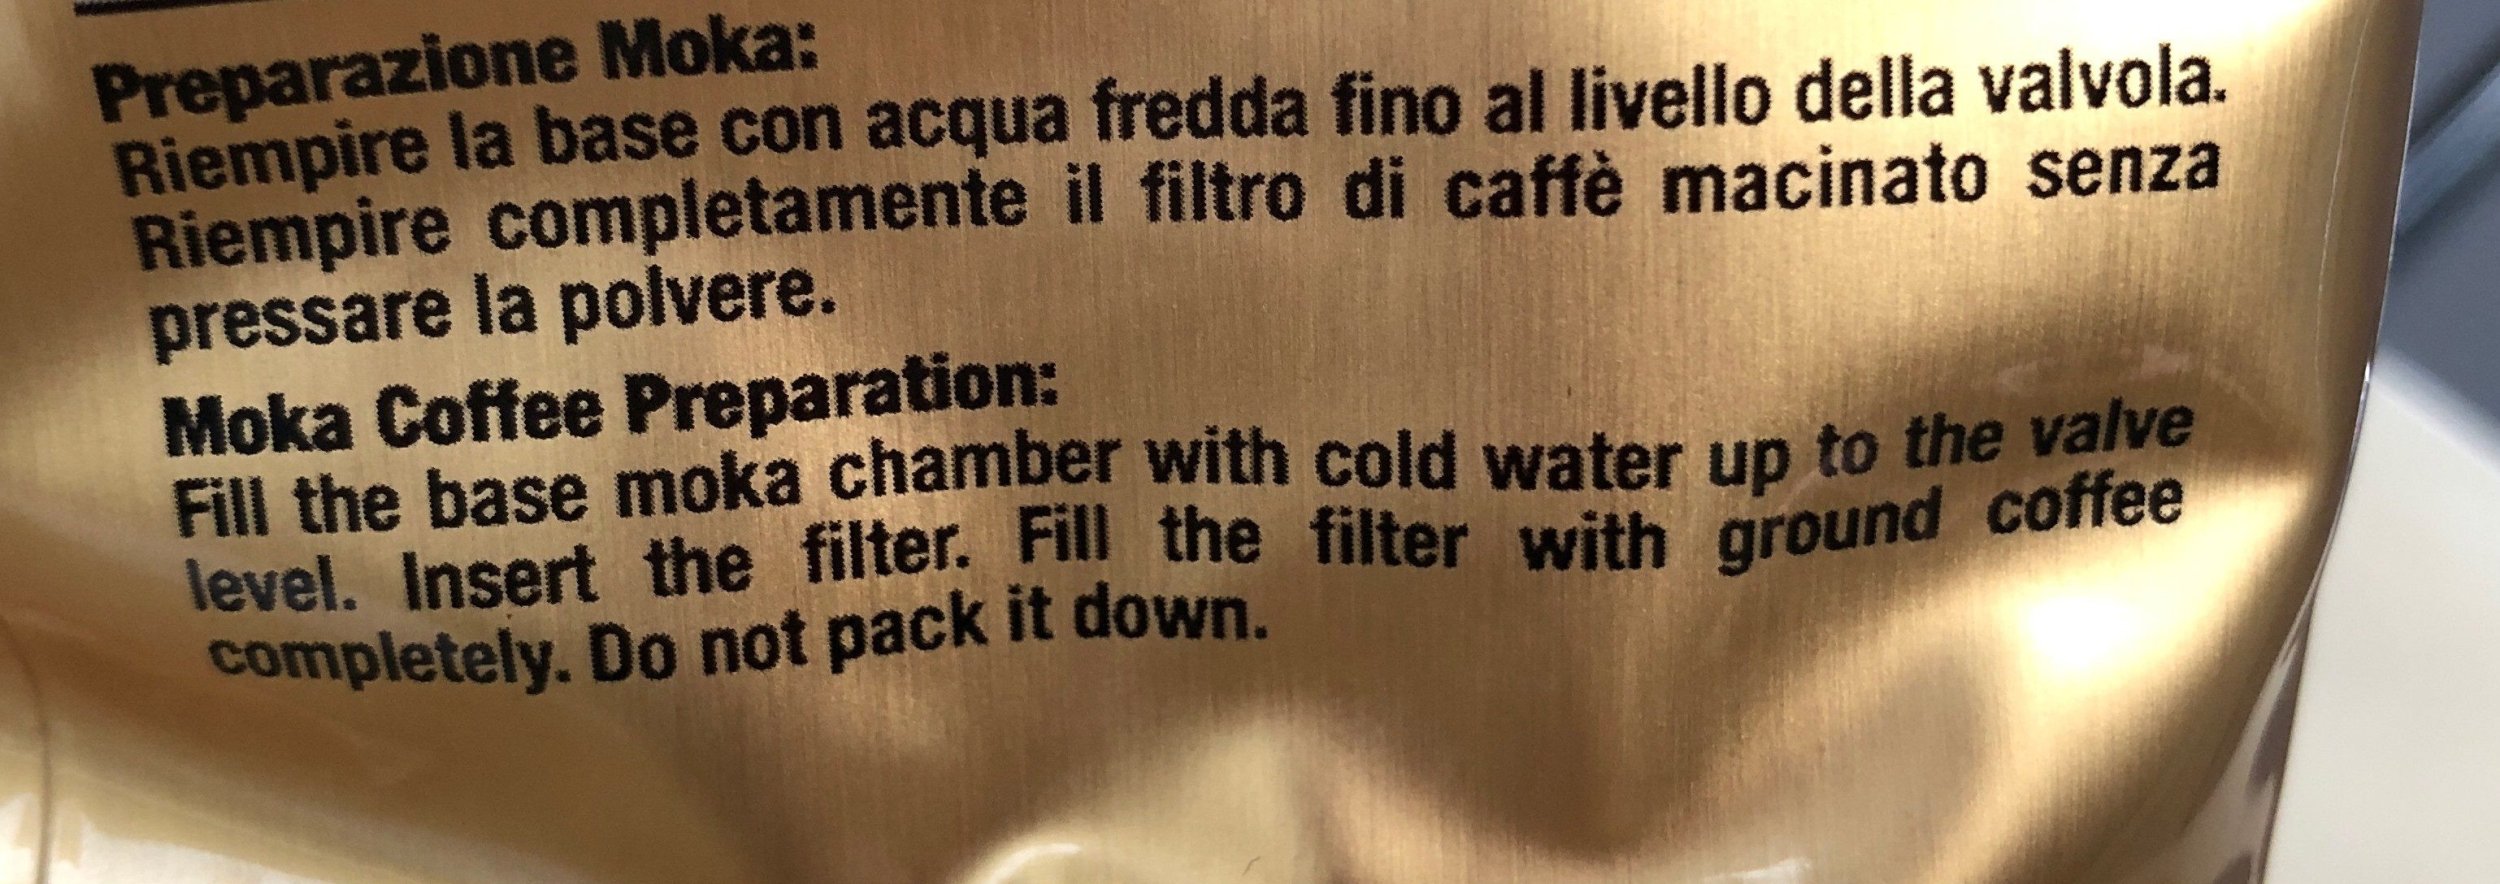 Preparazione Moka:
Riempire la base con acqua fredda fino al livello della valvola.
Riempire completamente il filtro di caffè macinato senza
pressare la polvere.
Moka Coffee Preparation:
Fill the base moka chamber with cold water up to the valve
level. Insert the filter. Fill the filter with ground coffee
completely. Do not pack it down.